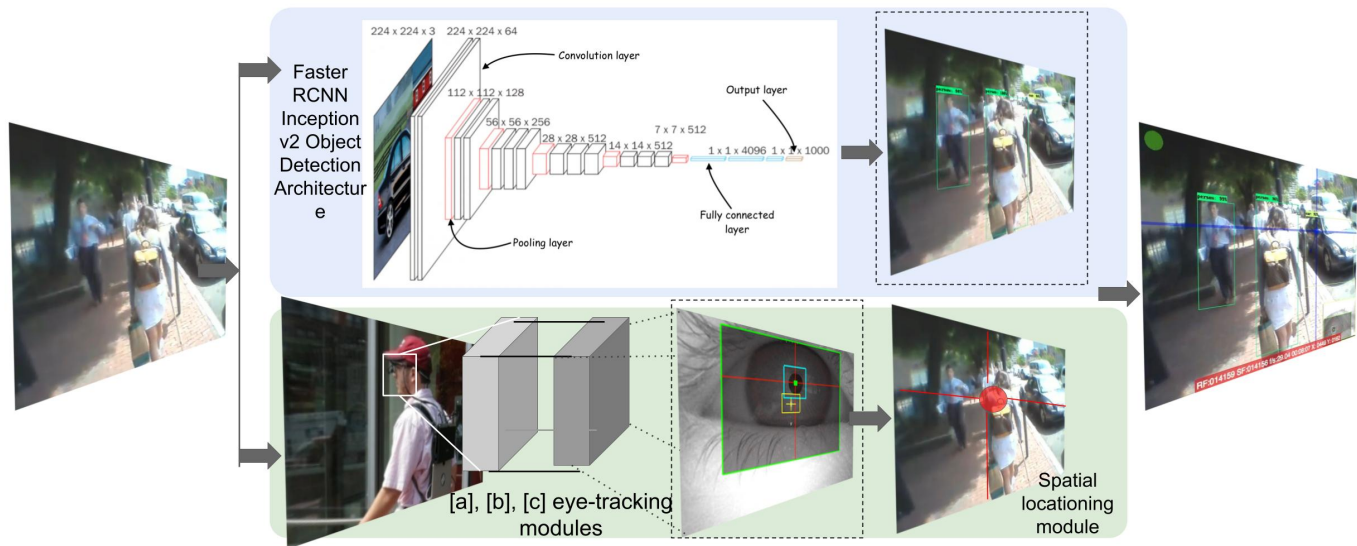 Faster
RCNN
Inception
v2 Object
Detection
Architectur
e
224 x 224 x 3
224 x 224 x 64
Convolution layer
112 x 112 x 128
56 x 56 x 256
28 x 28 x 512
14 x 14 x 512
7 x 7 x 512
Output layer
1 x 1 x 4096
1 x 1 x 1000
Fully connected
layer
Pooling layer
[a], [b], [c] eye-tracking
modules
Spatial
locationing
module